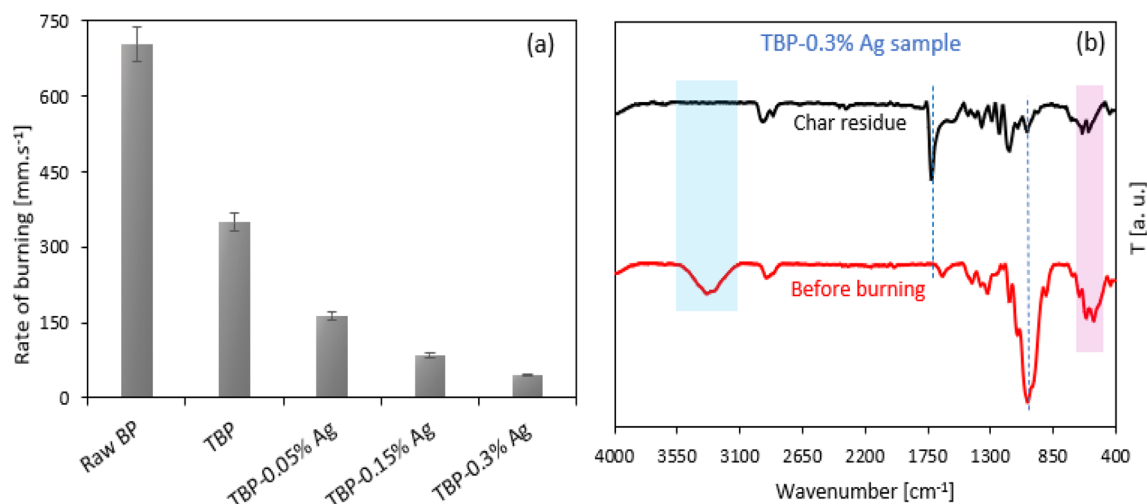 750
600
450
300
150
0
Rate of burning [mm.s⁻¹]
(a)
Raw BP
TBP
TBP-0.05% Ag
TBP-0.15% Ag
TBP-0.3% Ag
TBP-0.3% Ag sample
(b)
Char residue
Before burning
T [a. u.]
4000 3550 3100 2650 2200 1750 1300 850 400
Wavenumber [cm⁻¹]